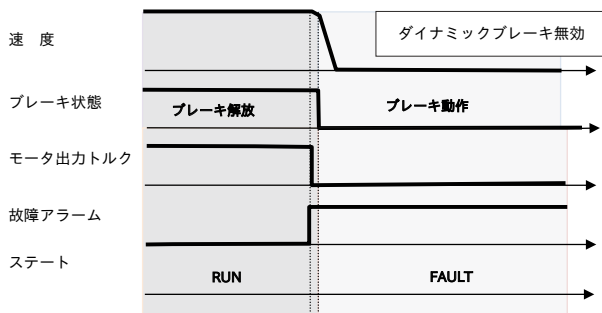 ダイナミックブレーキ無効
速　度
ブレーキ状態
ブレーキ解放
ブレーキ動作
モータ出力トルク
故障アラーム
ステート
RUN
FAULT